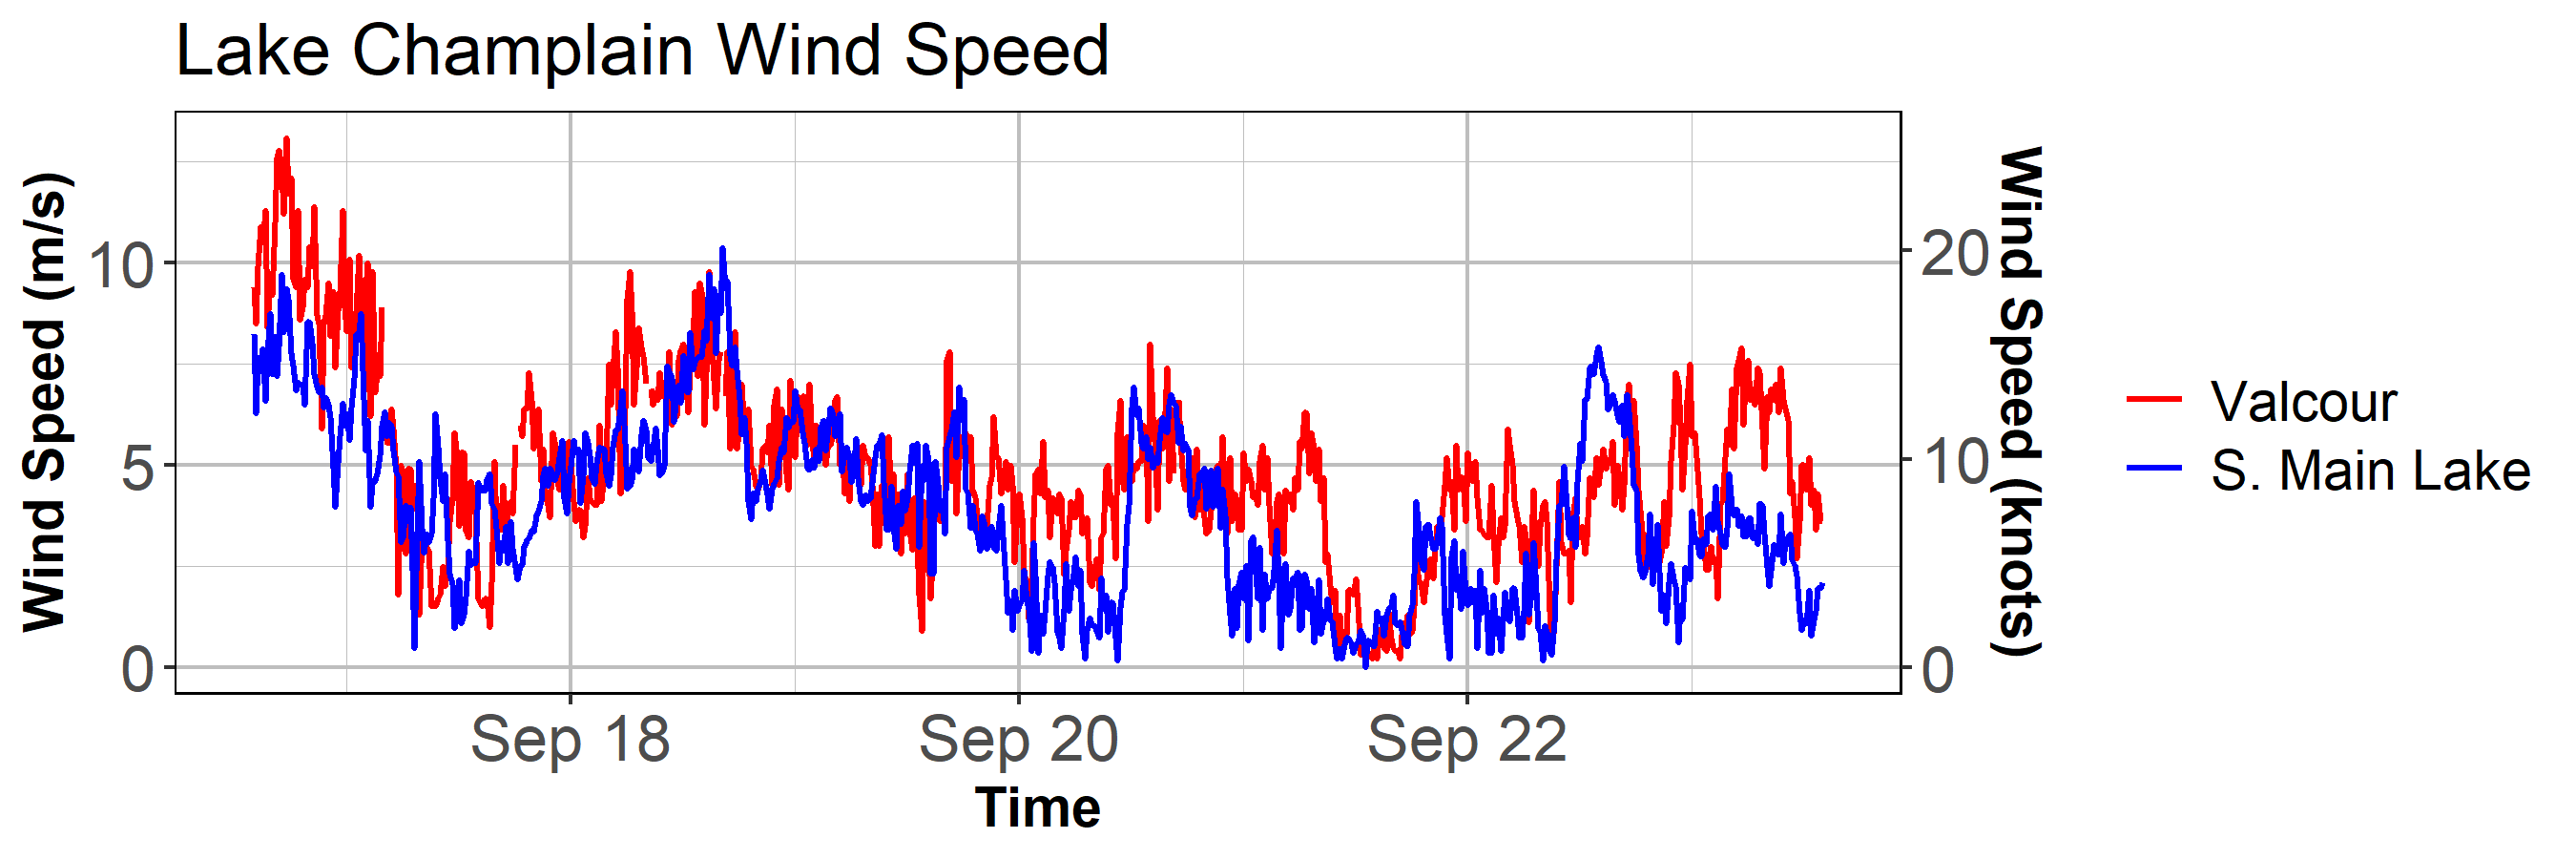 Lake Champlain Wind Speed
Wind Speed (m/s)
10
5
0
20
10
0
Wind Speed (knots)
Sep 18
Sep 20
Sep 22
Time
Valcour
S. Main Lake